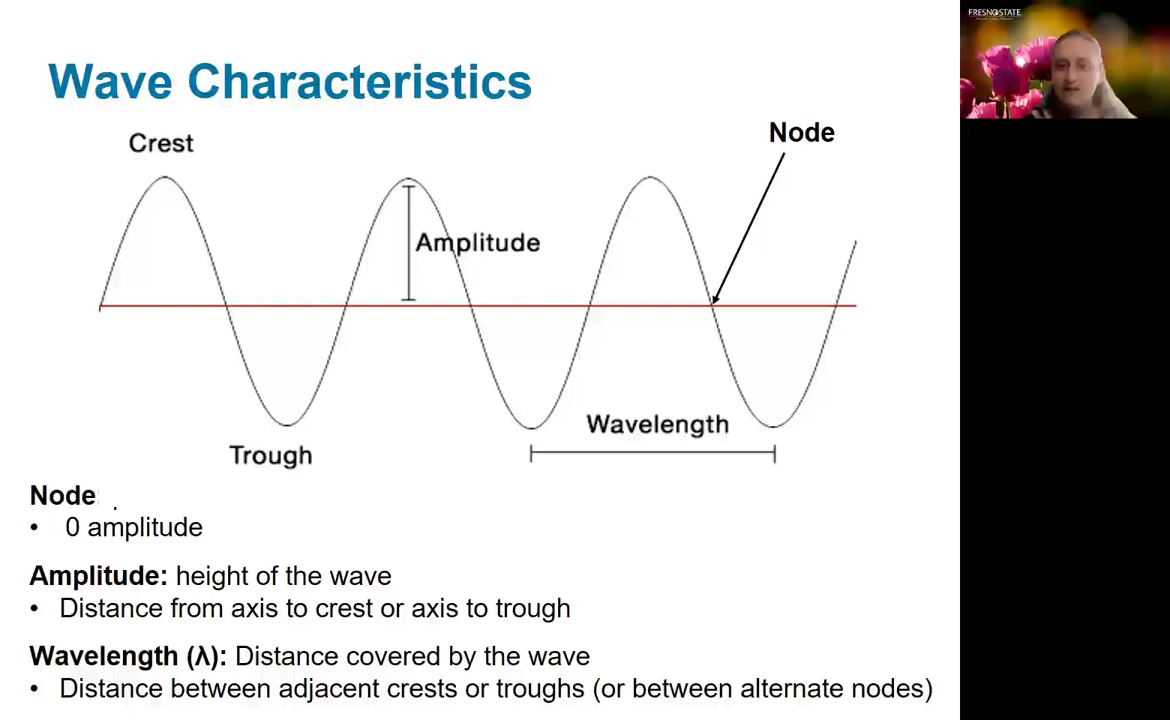 FRESNOSTATE
Wave Characteristics
Crest
Node
Amplitude
Wavelength
Trough
Node
• 0 amplitude
Amplitude: height of the wave
• Distance from axis to crest or axis to trough
Wavelength (λ): Distance covered by the wave
• Distance between adjacent crests or troughs (or between alternate nodes)